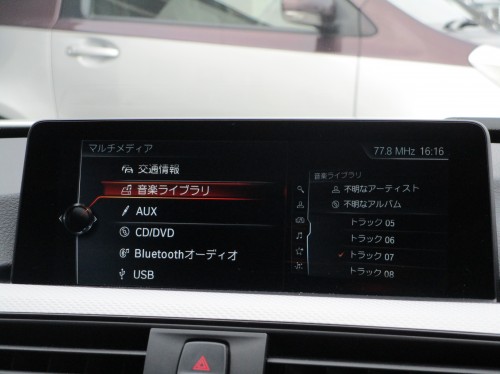 マルチメディア
77.8 MHz 16:16
交通情報
音楽ライブラリ
AUX
CD/DVD
Bluetoothオーディオ
USB
音楽ライブラリ
不明なアーティスト
不明なアルバム
トラック 05
トラック 06
トラック 07
トラック 08